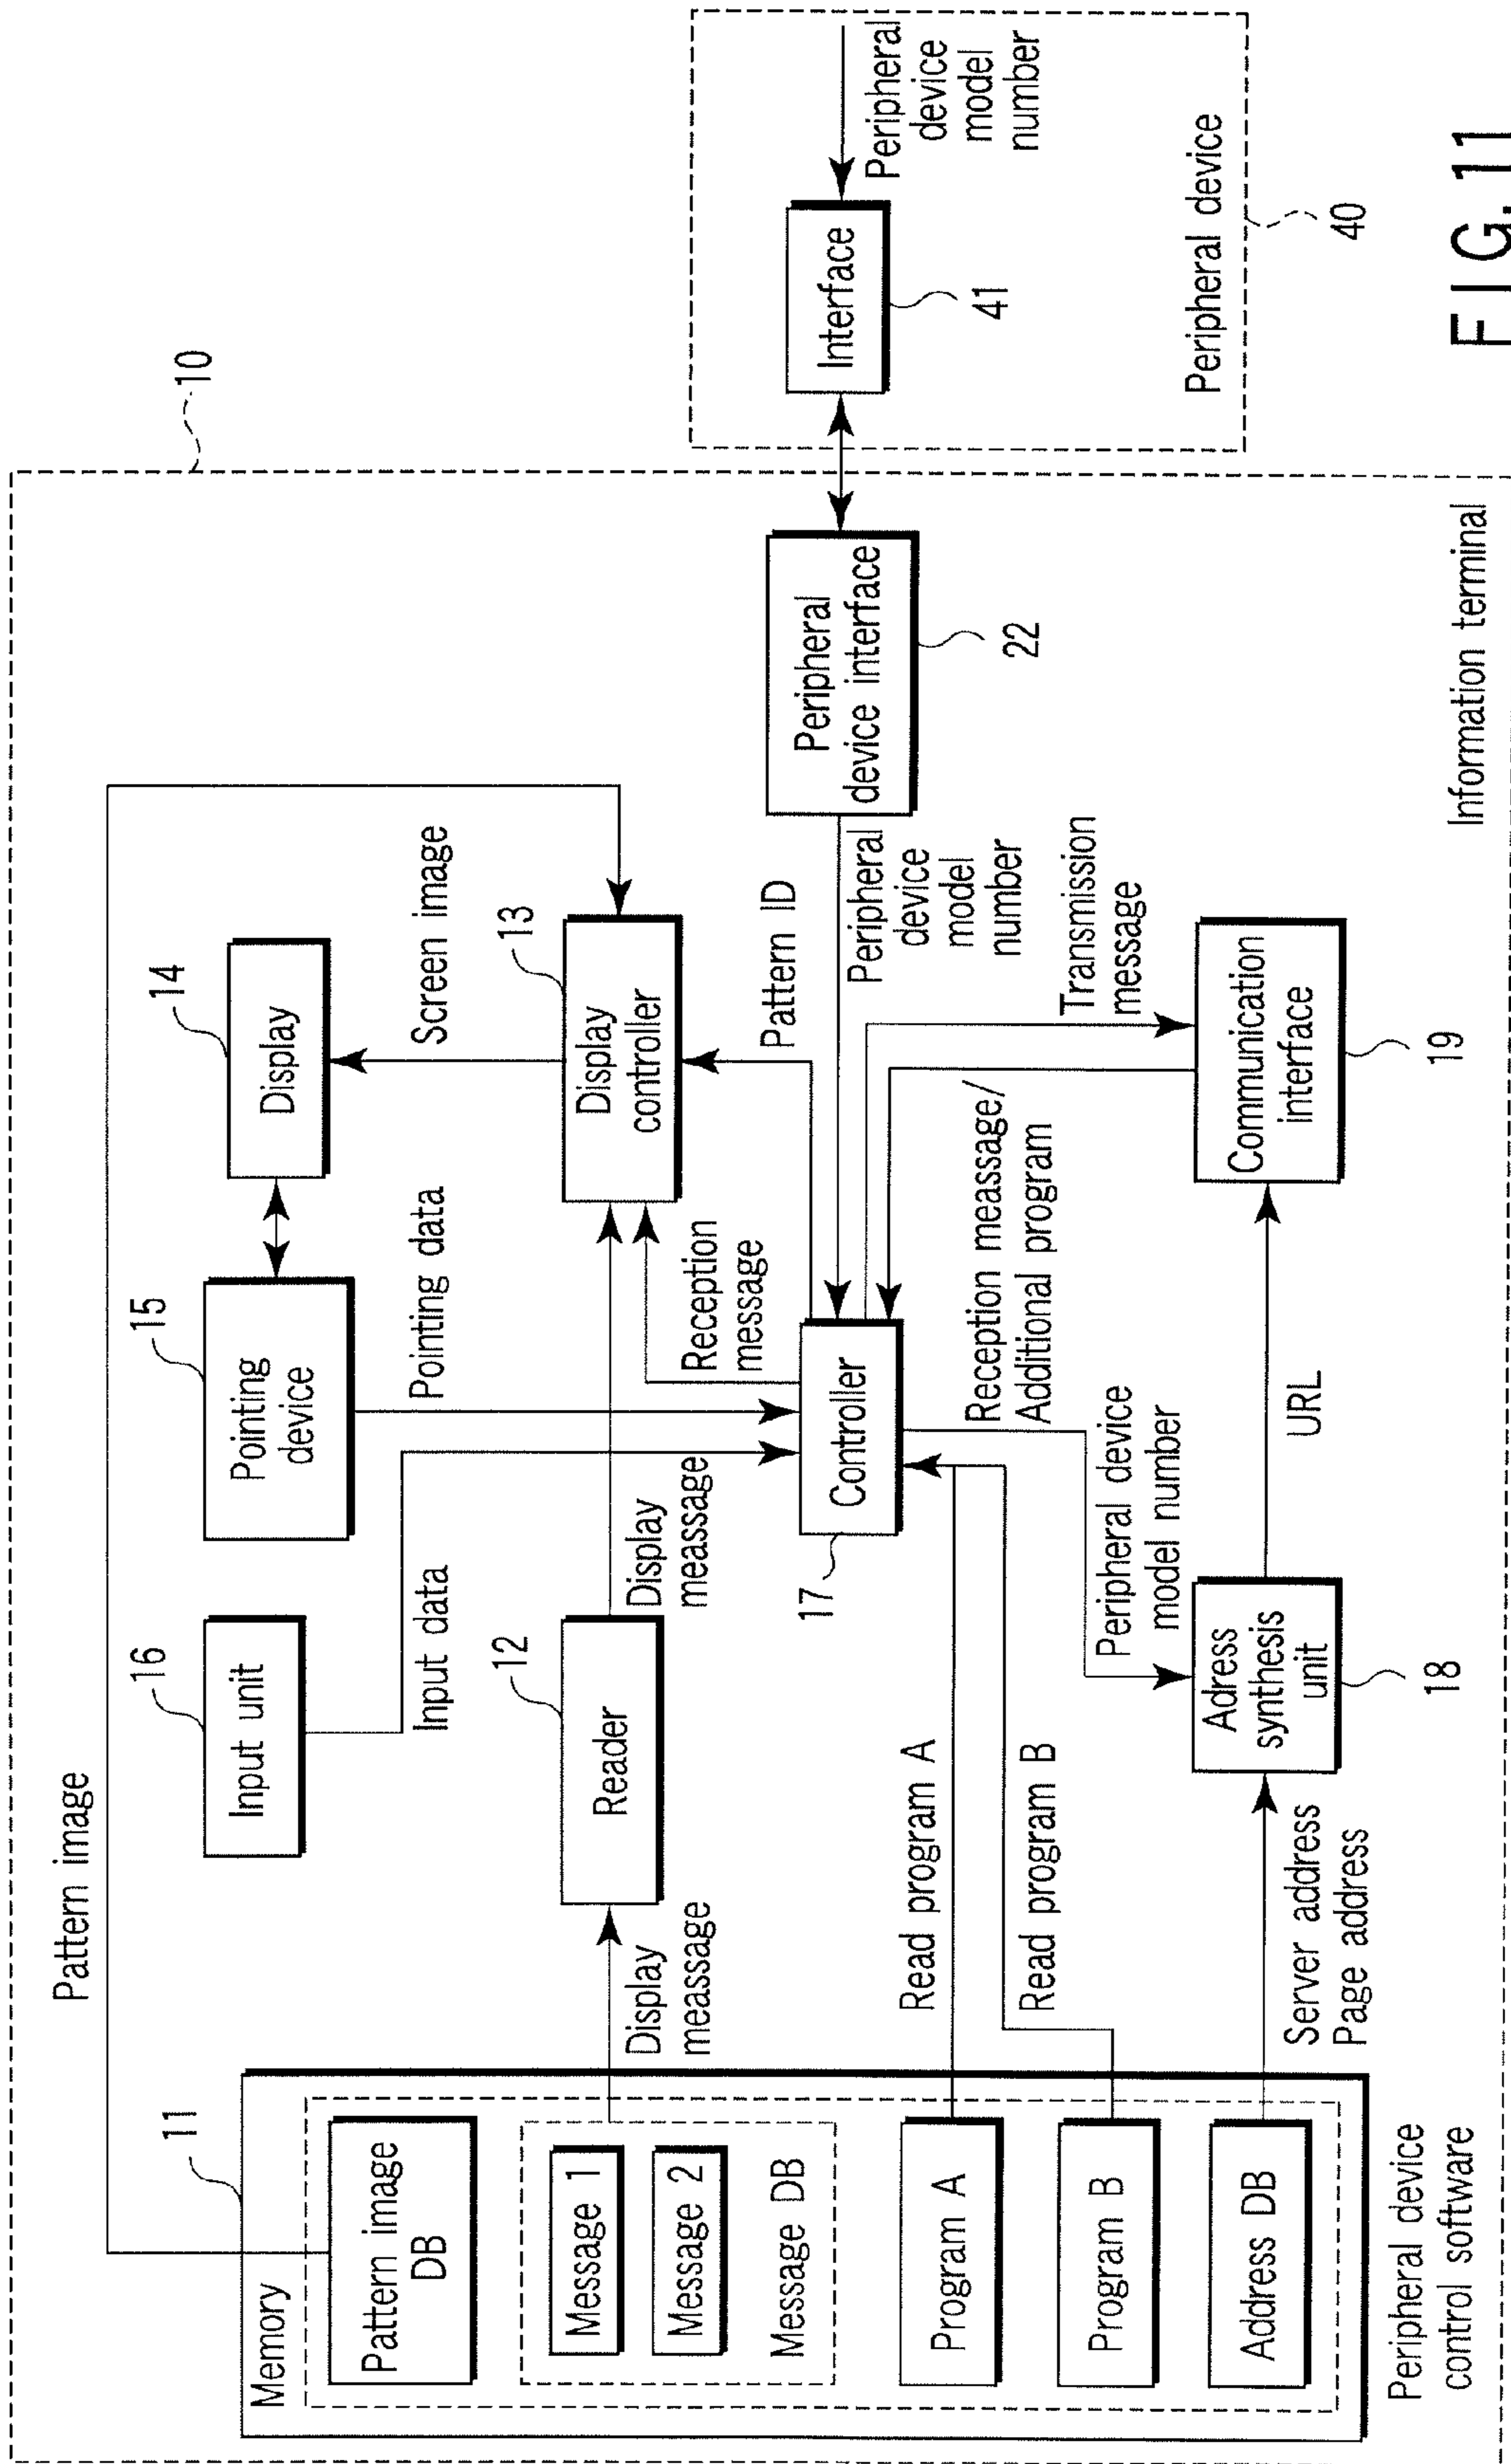 10
11
Memory
Pattern image
DB
Message 1
Message 2
Message DB
Program A
Program B
Address DB
Peripheral device
control software
Pattern image
16
Input unit
Input data
15
Pointing
device
Pointing data
14
Display
Screen image
Display
meassage
12
Reader
Display
meassage
13
Display
controller
Reception
message
Pattern ID
Read program A
Read program B
17
Controller
Peripheral
device
model
number
Peripheral
device interface
22
Reception meassage/
Additional program
Transmission
message
Peripheral device
model number
Server address
Page address
Adress
synthesis
unit
18
URL
Communication
interface
19
Information terminal
Interface
41
Peripheral
device
model
number
Peripheral device
40
FIG. 11